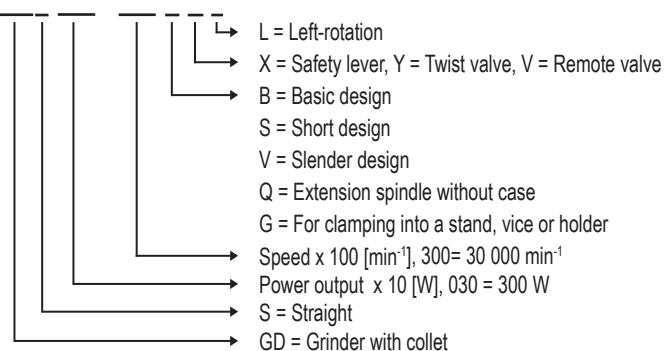 L = Left-rotation
X = Safety lever, Y = Twist valve, V = Remote valve
B = Basic design
S = Short design
V = Slender design
Q = Extension spindle without case
G = For clamping into a stand, vice or holder
Speed x 100 [min⁻¹], 300= 30 000 min⁻¹
Power output x 10 [W], 030 = 300 W
S = Straight
GD = Grinder with collet